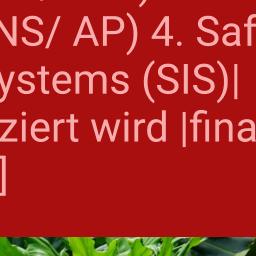 NS/ AP) 4. Saf
ystems (SIS)|
ziert wird |fina
]